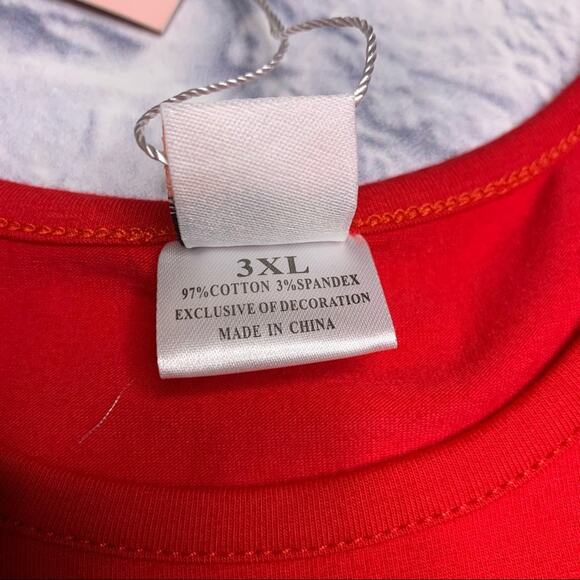 3XL
97%COTTON 3%SPANDEX
EXCLUSIVE OF DECORATION
MADE IN CHINA